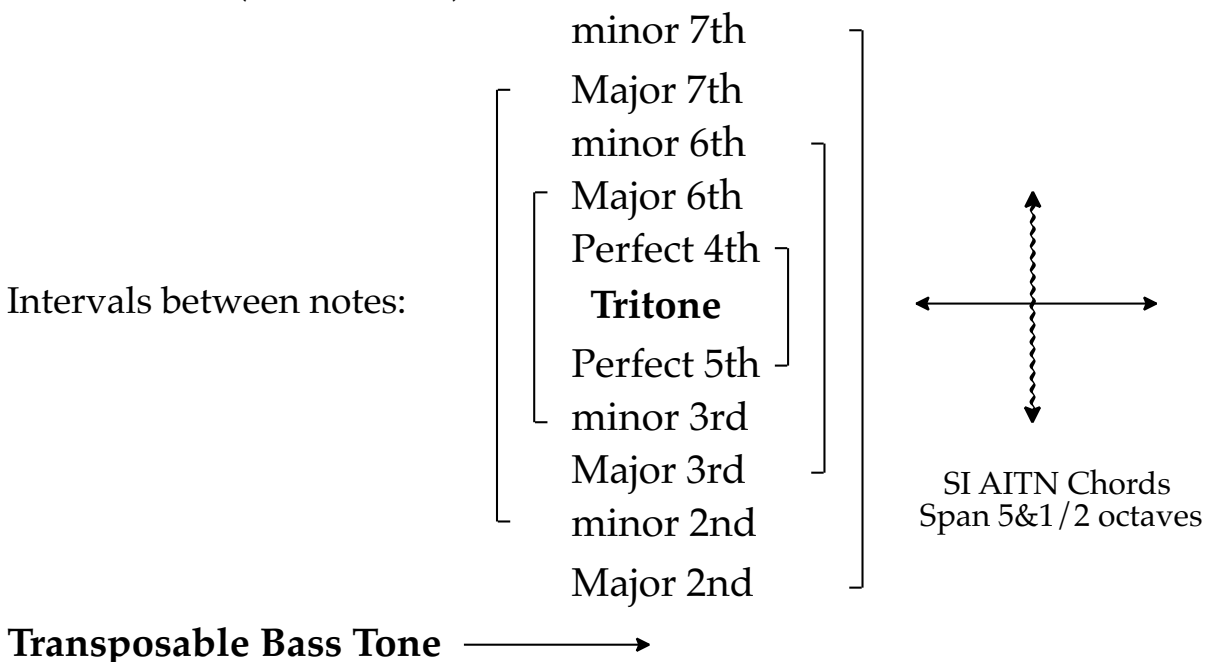 minor 7th
Major 7th
minor 6th
Major 6th
Perfect 4th
Intervals between notes:
Tritone
Perfect 5th
minor 3rd
Major 3rd
SI AITN Chords
Span 5&1/2 octaves
minor 2nd
Major 2nd
Transposable Bass Tone